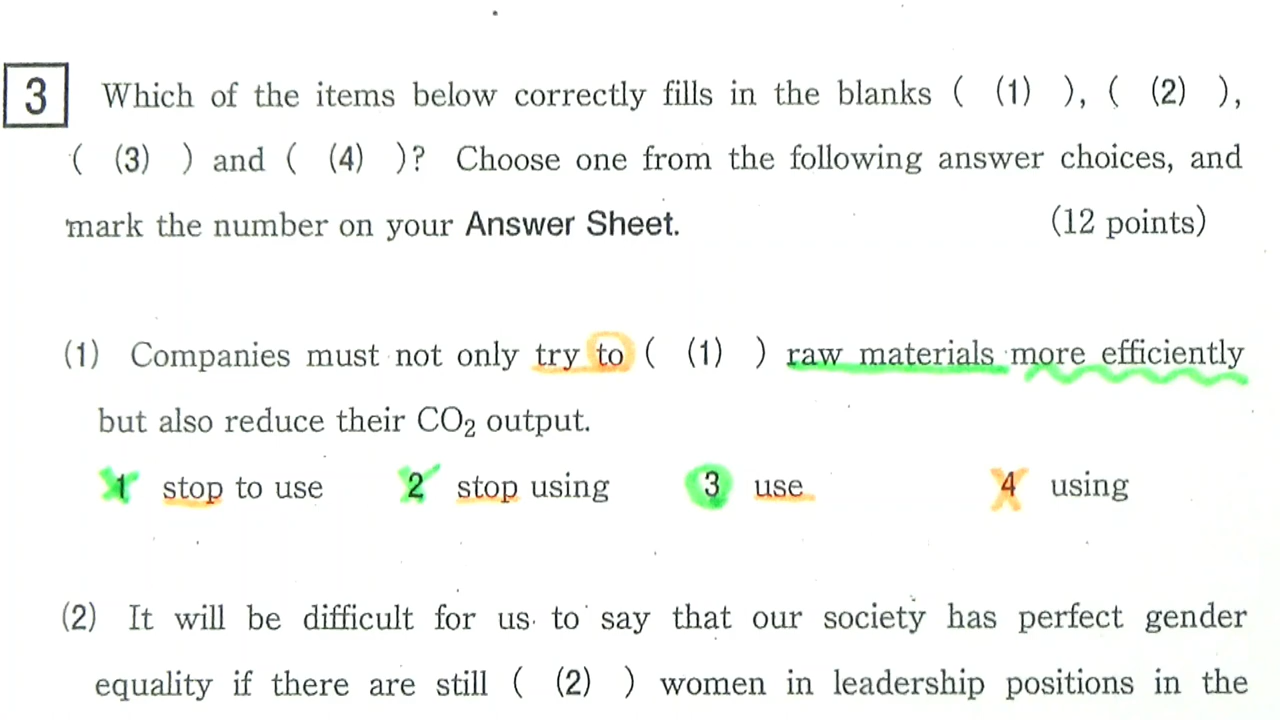 3 Which of the items below correctly fills in the blanks ( (1) ), ( (2) ),
( (3) ) and ( (4) )? Choose one from the following answer choices, and
mark the number on your Answer Sheet. (12 points)
(1) Companies must not only try to ( (1) ) raw materials more efficiently
but also reduce their CO₂ output.
1 stop to use 2 stop using 3 use 4 using
(2) It will be difficult for us to say that our society has perfect gender
equality if there are still ( (2) ) women in leadership positions in the